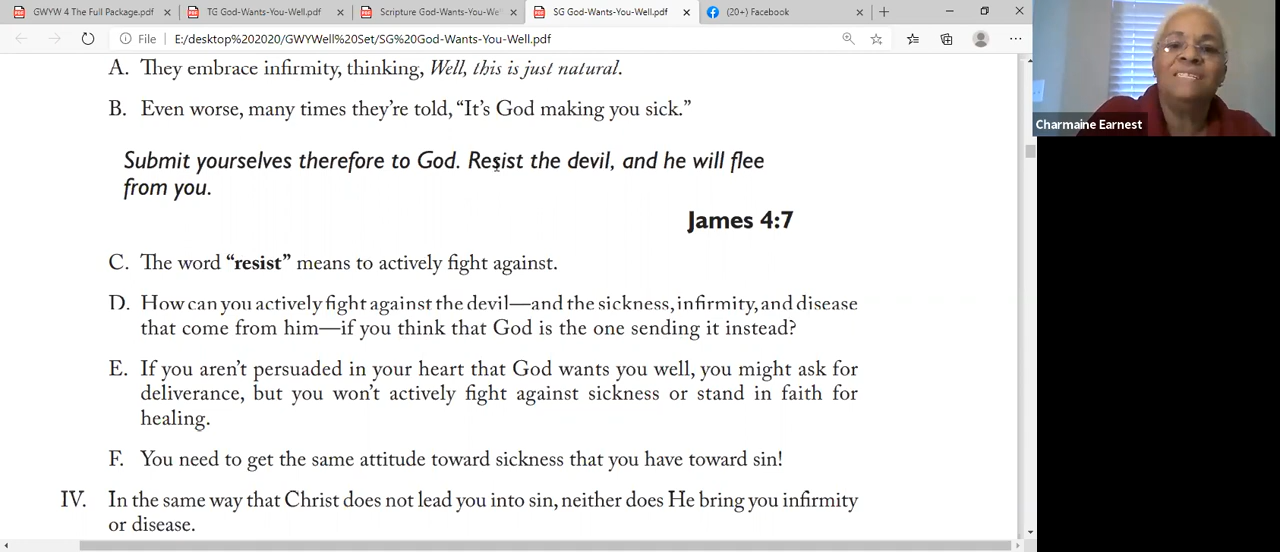 GWYW 4 The Full Package.pdf
TG God-Wants-You-Well.pdf
Scripture God-Wants-You-We
SG God-Wants-You-Well.pdf
(20+) Facebook
File
E:/desktop%202020/GWYWell%20Set/SG%20God-Wants-You-Well.pdf
A. They embrace infirmity, thinking, Well, this is just natural.
B. Even worse, many times they're told, “It's God making you sick.”
Submit yourselves therefore to God. Resist the devil, and he will flee
from you.
James 4:7
C. The word “resist” means to actively fight against.
D. How can you actively fight against the devil—and the sickness, infirmity, and disease
that come from him—if you think that God is the one sending it instead?
E. If you aren't persuaded in your heart that God wants you well, you might ask for
deliverance, but you won't actively fight against sickness or stand in faith for
healing.
F. You need to get the same attitude toward sickness that you have toward sin!
IV. In the same way that Christ does not lead you into sin, neither does He bring you infirmity
or disease.
Charmaine Earnest